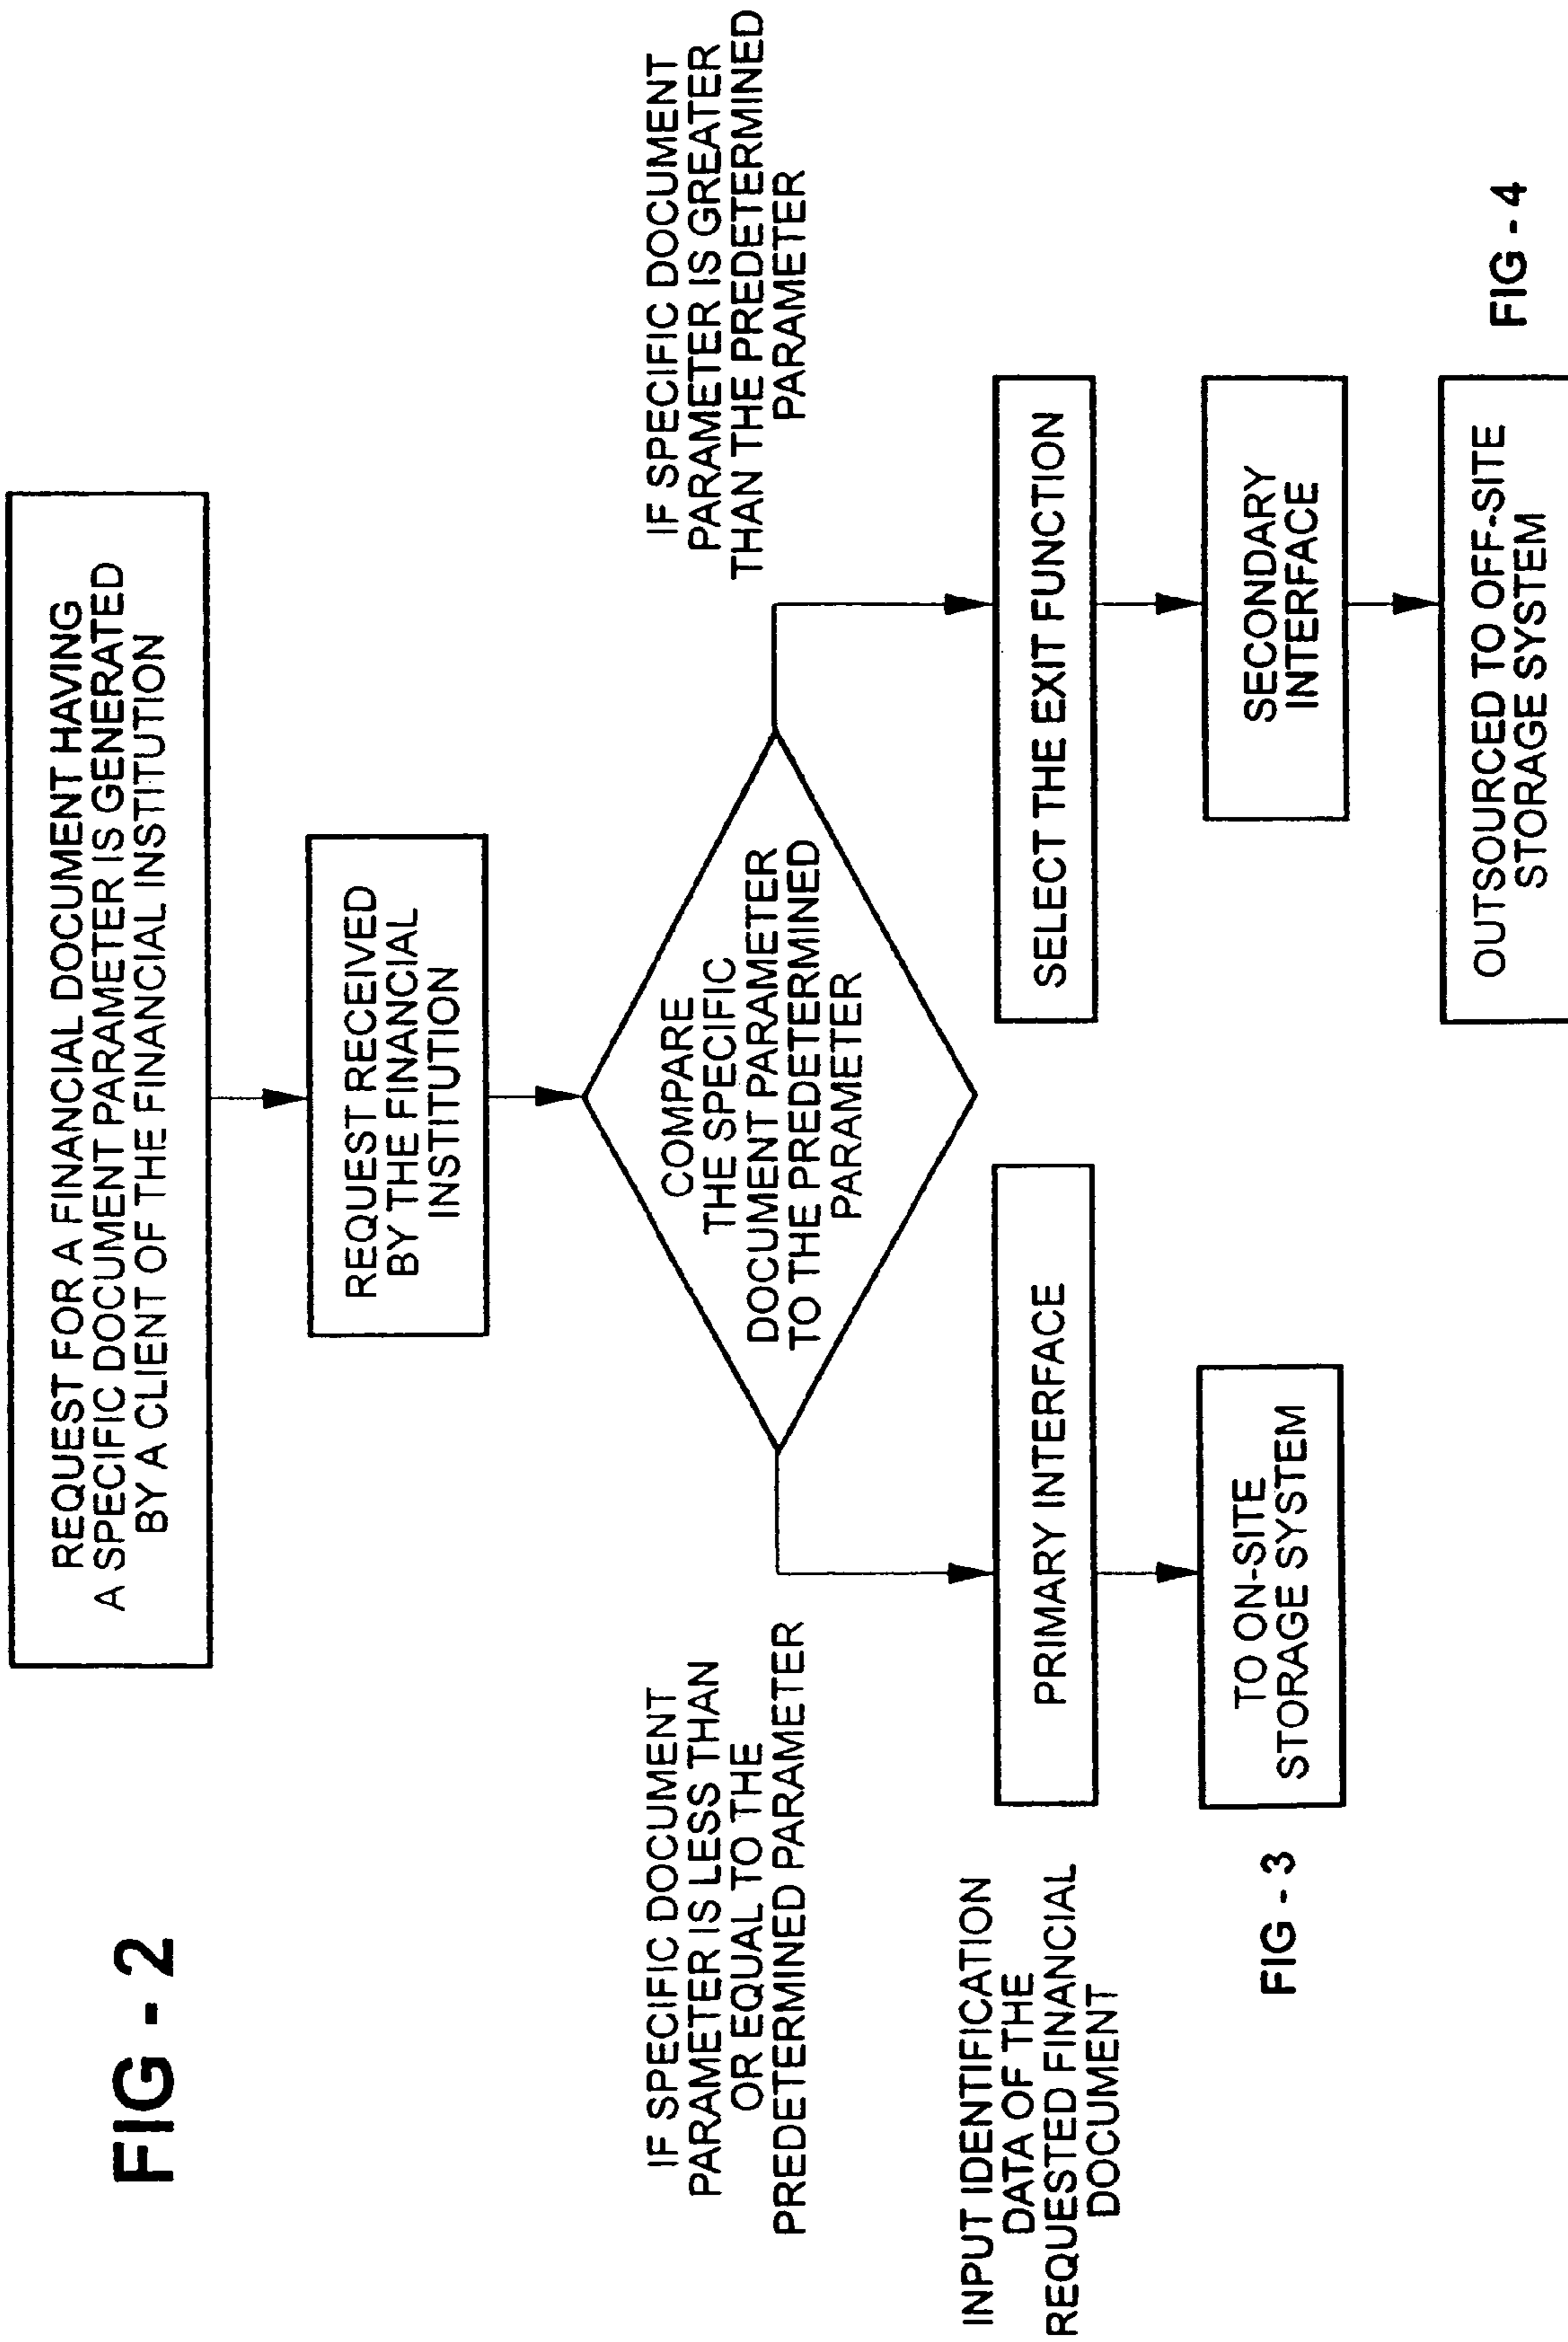 FIG - 2
REQUEST FOR A FINANCIAL DOCUMENT HAVING
A SPECIFIC DOCUMENT PARAMETER IS GENERATED
BY A CLIENT OF THE FINANCIAL INSTITUTION
REQUEST RECEIVED
BY THE FINANCIAL
INSTITUTION
COMPARE
THE SPECIFIC
DOCUMENT PARAMETER
TO THE PREDETERMINED
PARAMETER
IF SPECIFIC DOCUMENT
PARAMETER IS LESS THAN
OR EQUAL TO THE
PREDETERMINED PARAMETER
IF SPECIFIC DOCUMENT
PARAMETER IS GREATER
THAN THE PREDETERMINED
PARAMETER
INPUT IDENTIFICATION
DATA OF THE
REQUESTED FINANCIAL
DOCUMENT
PRIMARY INTERFACE
SELECT THE EXIT FUNCTION
FIG - 3
TO ON-SITE
STORAGE SYSTEM
SECONDARY
INTERFACE
OUTSOURCED TO OFF-SITE
STORAGE SYSTEM
FIG - 4